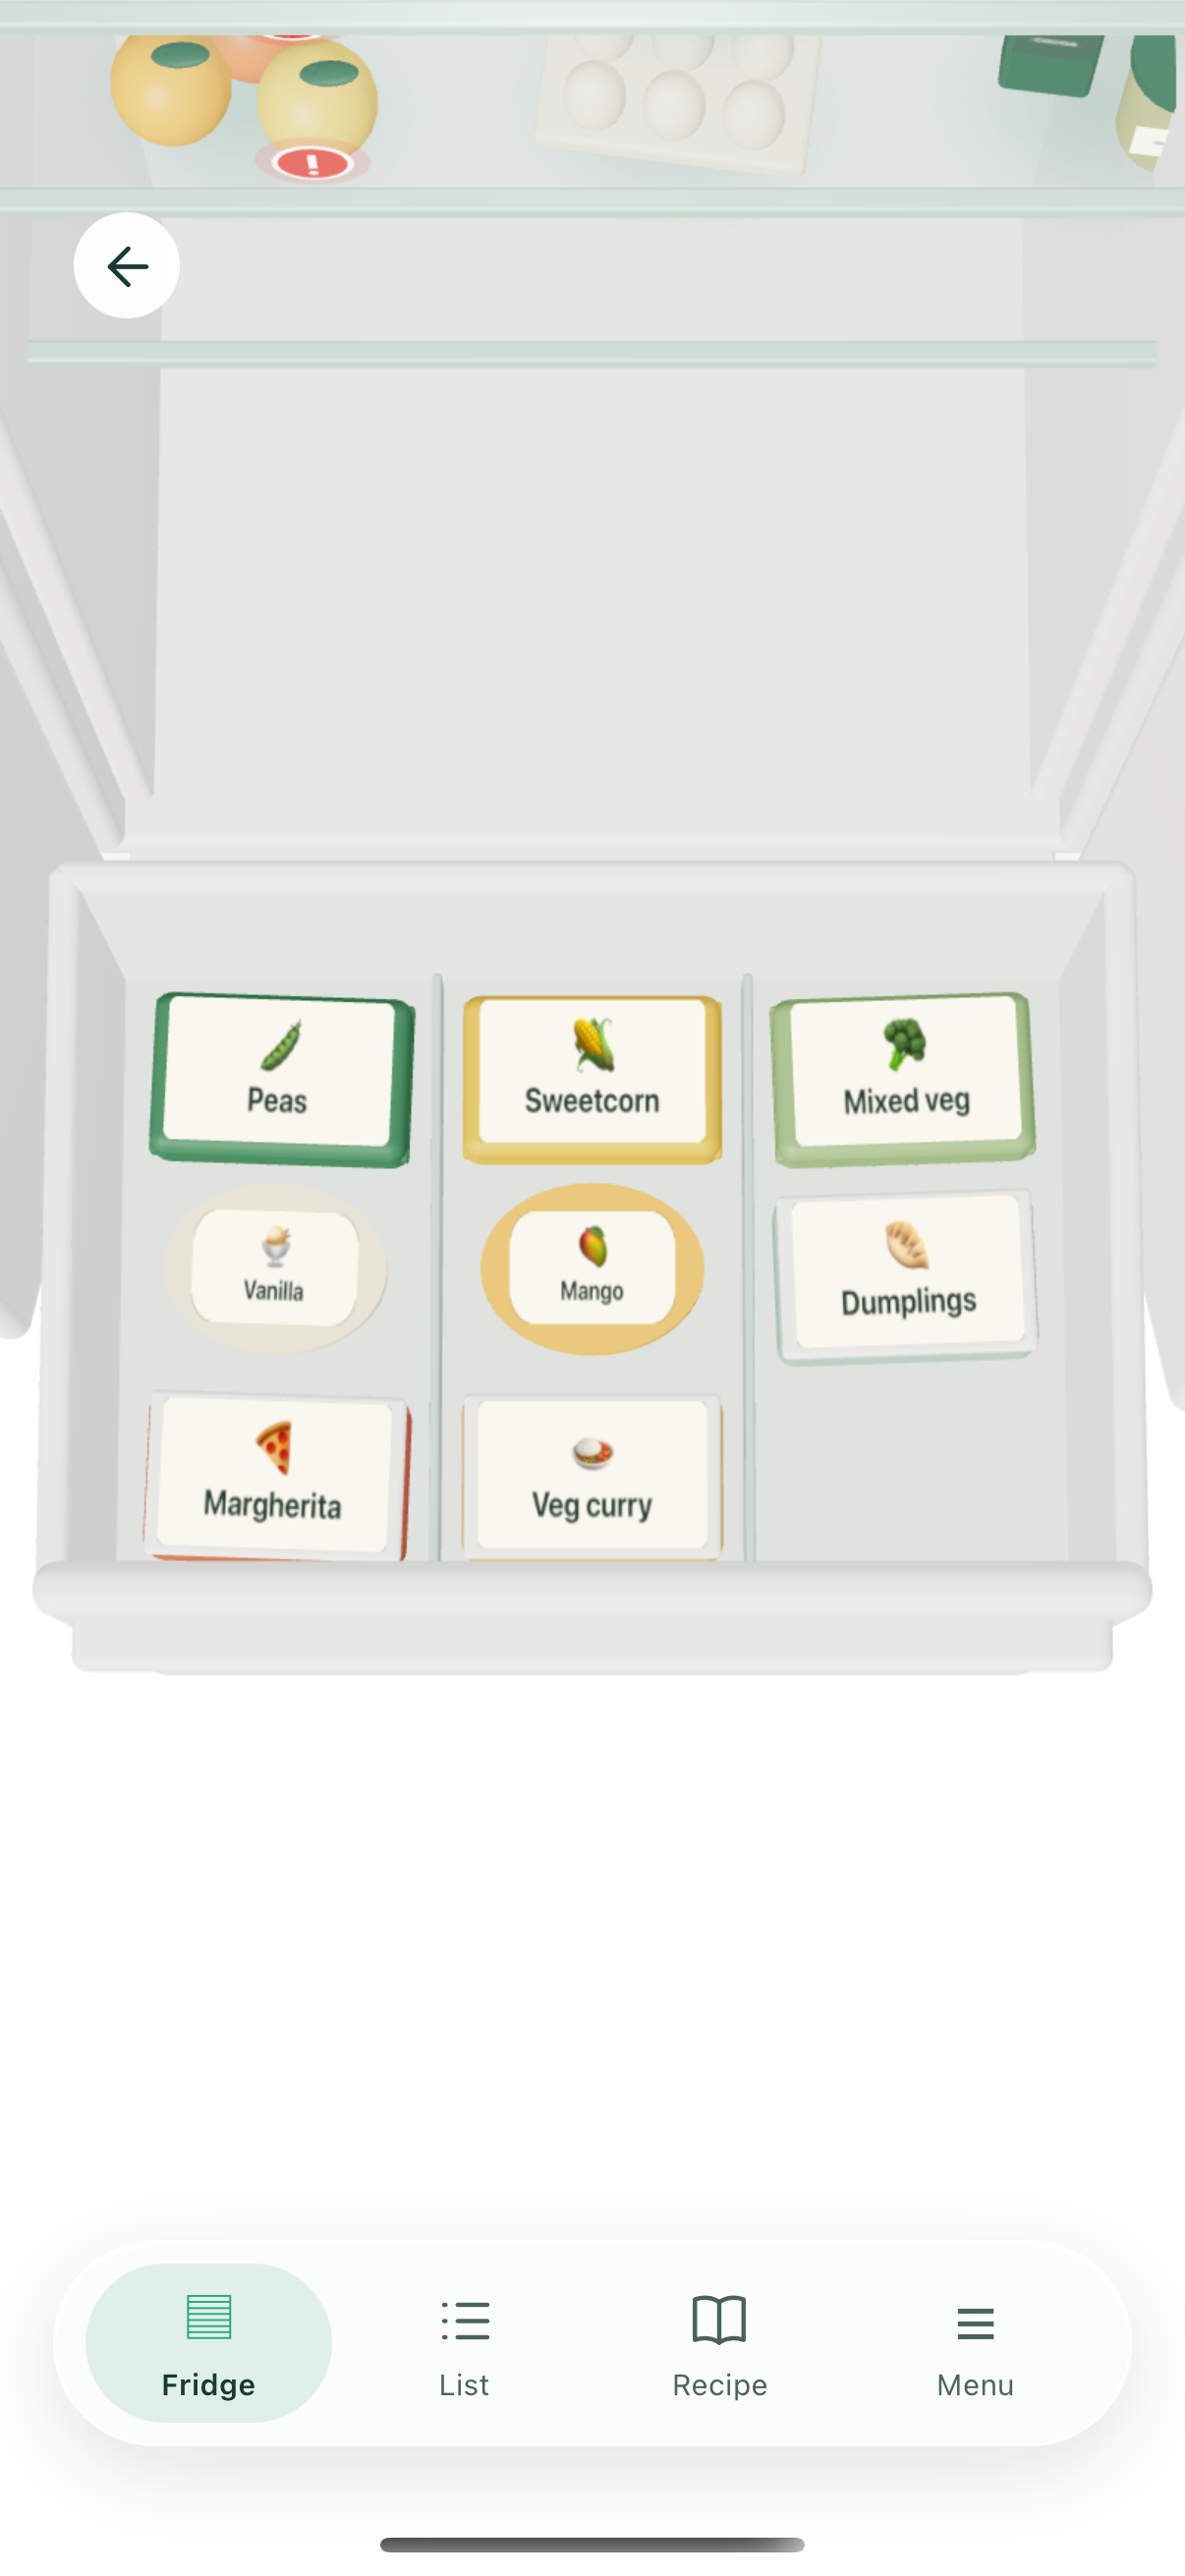 Peas
Sweetcorn
Mixed veg
Vanilla
Mango
Dumplings
Margherita
Veg curry
Fridge
List
Recipe
Menu